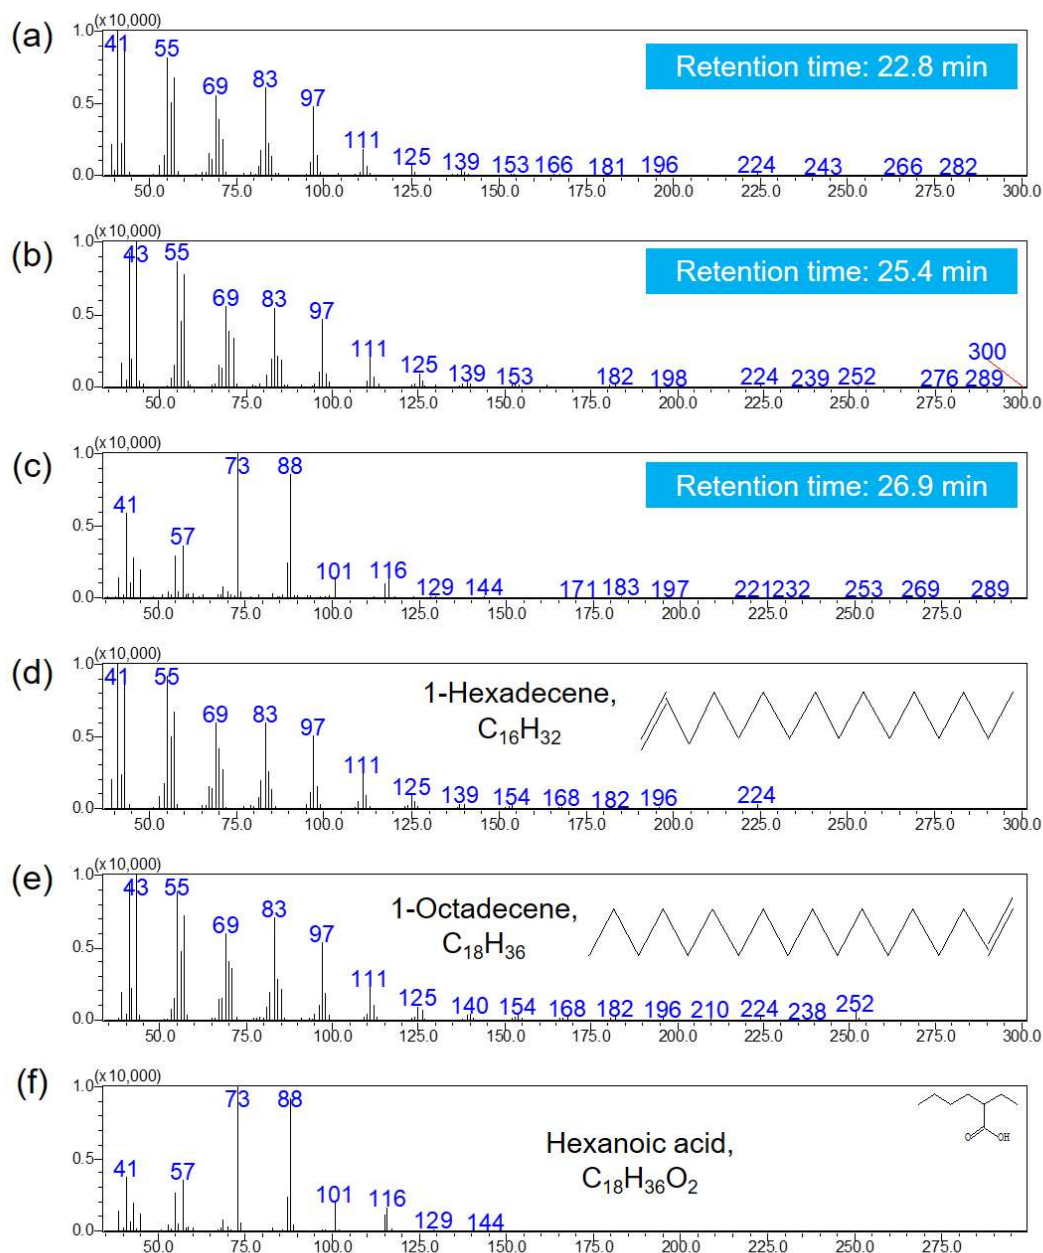 (a)
(x10,000)
1.0
0.5
0.0
41 55 69 83 97 111 125 139 153 166 181 196 224 243 266 282
Retention time: 22.8 min
50.0 75.0 100.0 125.0 150.0 175.0 200.0 225.0 250.0 275.0 300.0
(b)
(x10,000)
1.0
0.5
0.0
43 55 69 83 97 111 125 139 153 182 198 224 239 252 276 289 300
Retention time: 25.4 min
50.0 75.0 100.0 125.0 150.0 175.0 200.0 225.0 250.0 275.0 300.0
(c)
(x10,000)
1.0
0.5
0.0
41 57 73 88 101 116 129 144 171 183 197 221 232 253 269 289
Retention time: 26.9 min
50.0 75.0 100.0 125.0 150.0 175.0 200.0 225.0 250.0 275.0 300.0
(d)
(x10,000)
1.0
0.5
0.0
41 55 69 83 97 111 125 139 154 168 182 196 224
1-Hexadecene,
C₁₆H₃₂
50.0 75.0 100.0 125.0 150.0 175.0 200.0 225.0 250.0 275.0 300.0
(e)
(x10,000)
1.0
0.5
0.0
43 55 69 83 97 111 125 140 154 168 182 196 210 224 238 252
1-Octadecene,
C₁₈H₃₆
50.0 75.0 100.0 125.0 150.0 175.0 200.0 225.0 250.0 275.0 300.0
(f)
(x10,000)
1.0
0.5
0.0
41 57 73 88 101 116 129 144
Hexanoic acid,
C₁₈H₃₆O₂
O OH
50.0 75.0 100.0 125.0 150.0 175.0 200.0 225.0 250.0 275.0 300.0